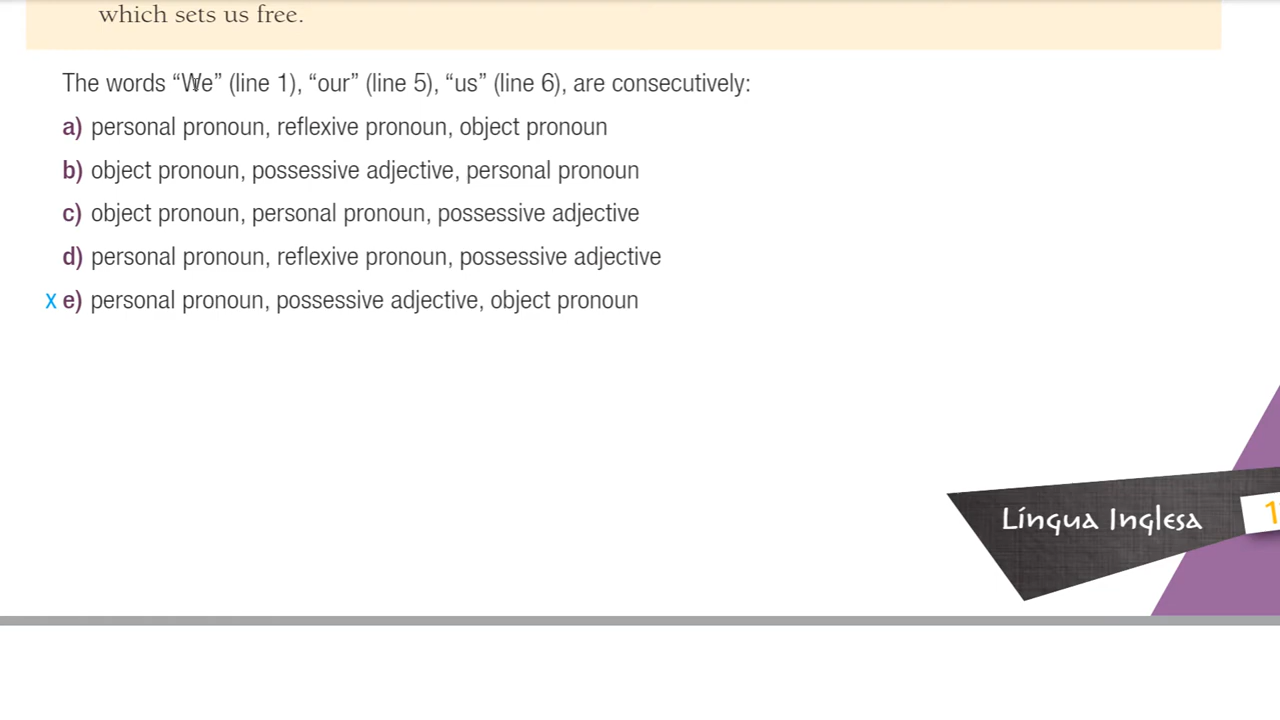 which sets us free.
The words “We” (line 1), “our” (line 5), “us” (line 6), are consecutively:
a) personal pronoun, reflexive pronoun, object pronoun
b) object pronoun, possessive adjective, personal pronoun
c) object pronoun, personal pronoun, possessive adjective
d) personal pronoun, reflexive pronoun, possessive adjective
x e) personal pronoun, possessive adjective, object pronoun
Língua Inglesa